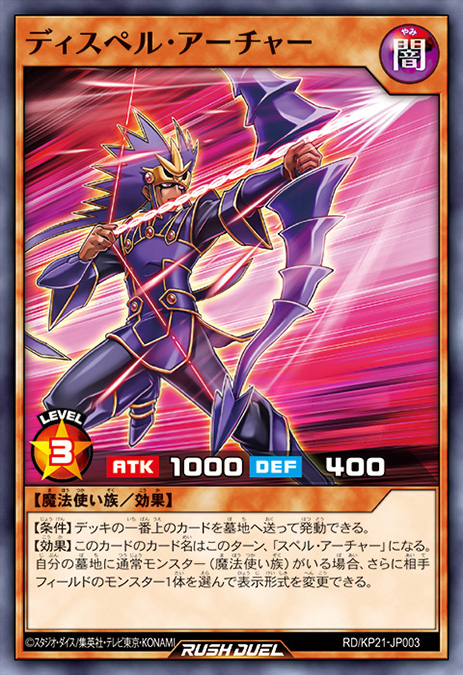 ディスペル・アーチャー
やみ
闇
LEVEL
3
ATK 1000 DEF 400
【魔法使い族/効果】
【条件】デッキの一番上のカードを墓地へ送って発動できる。
【効果】このカードのカード名はこのターン、「スペル・アーチャー」になる。
自分の墓地に通常モンスター(魔法使い族)がいる場合、さらに相手
フィールドのモンスター1体を選んで表示形式を変更できる。
©スタジオ・ダイス/集英社・テレビ東京・KONAMI
RUSH DUEL
RD/KP21-JP003